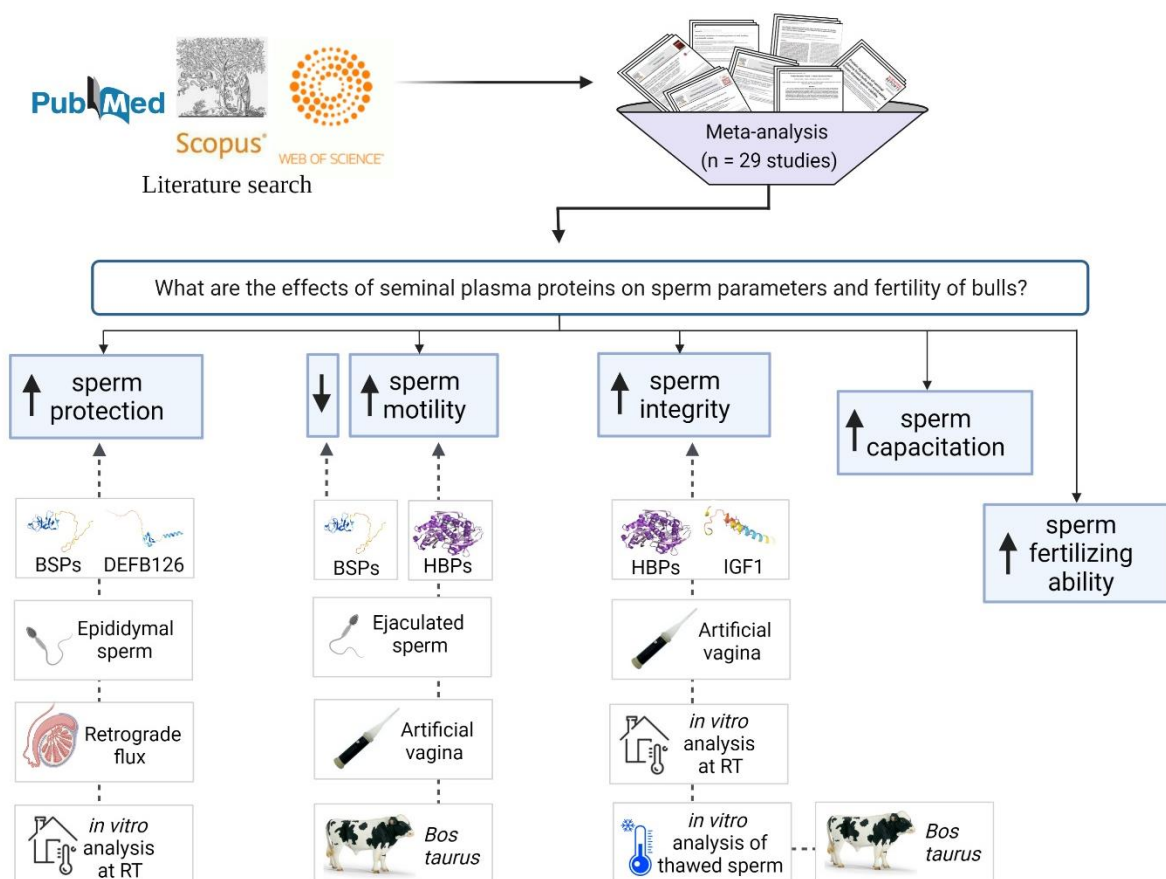 PubMed
Scopus®
WEB OF SCIENCE™
Literature search
Meta-analysis
(n = 29 studies)
What are the effects of seminal plasma proteins on sperm parameters and fertility of bulls?
sperm
protection
sperm
motility
sperm
integrity
sperm
capacitation
sperm
fertilizing
ability
BSPs
DEFB126
BSPs
HBPs
HBPs
IGF1
Epididymal
sperm
Ejaculated
sperm
Artificial
vagina
Retrograde
flux
Artificial
vagina
in vitro
analysis
at RT
in vitro
analysis
at RT
Bos
taurus
in vitro
analysis of
thawed sperm
Bos
taurus